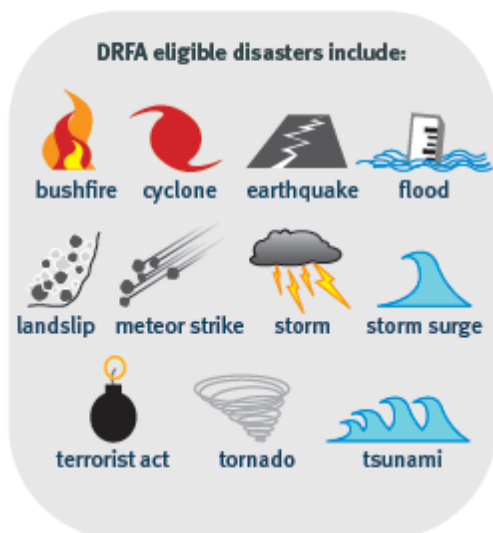 DRFA eligible disasters include:
bushfire cyclone earthquake flood
landslip meteor strike storm storm surge
terrorist act tornado tsunami